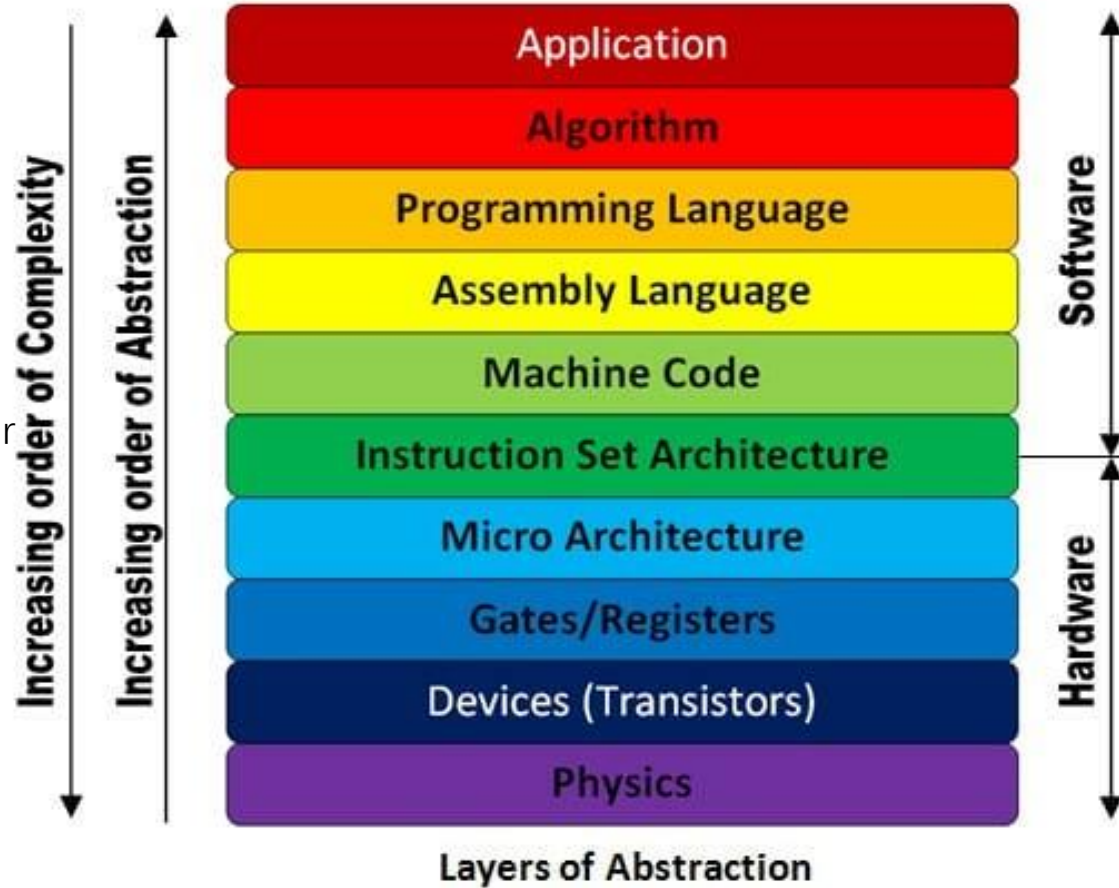 Application
Algorithm
Programming Language
Assembly Language
Machine Code
Instruction Set Architecture
Micro Architecture
Gates/Registers
Devices (Transistors)
Physics
Increasing order of Complexity
Increasing order of Abstraction
r
Software
Hardware
Layers of Abstraction